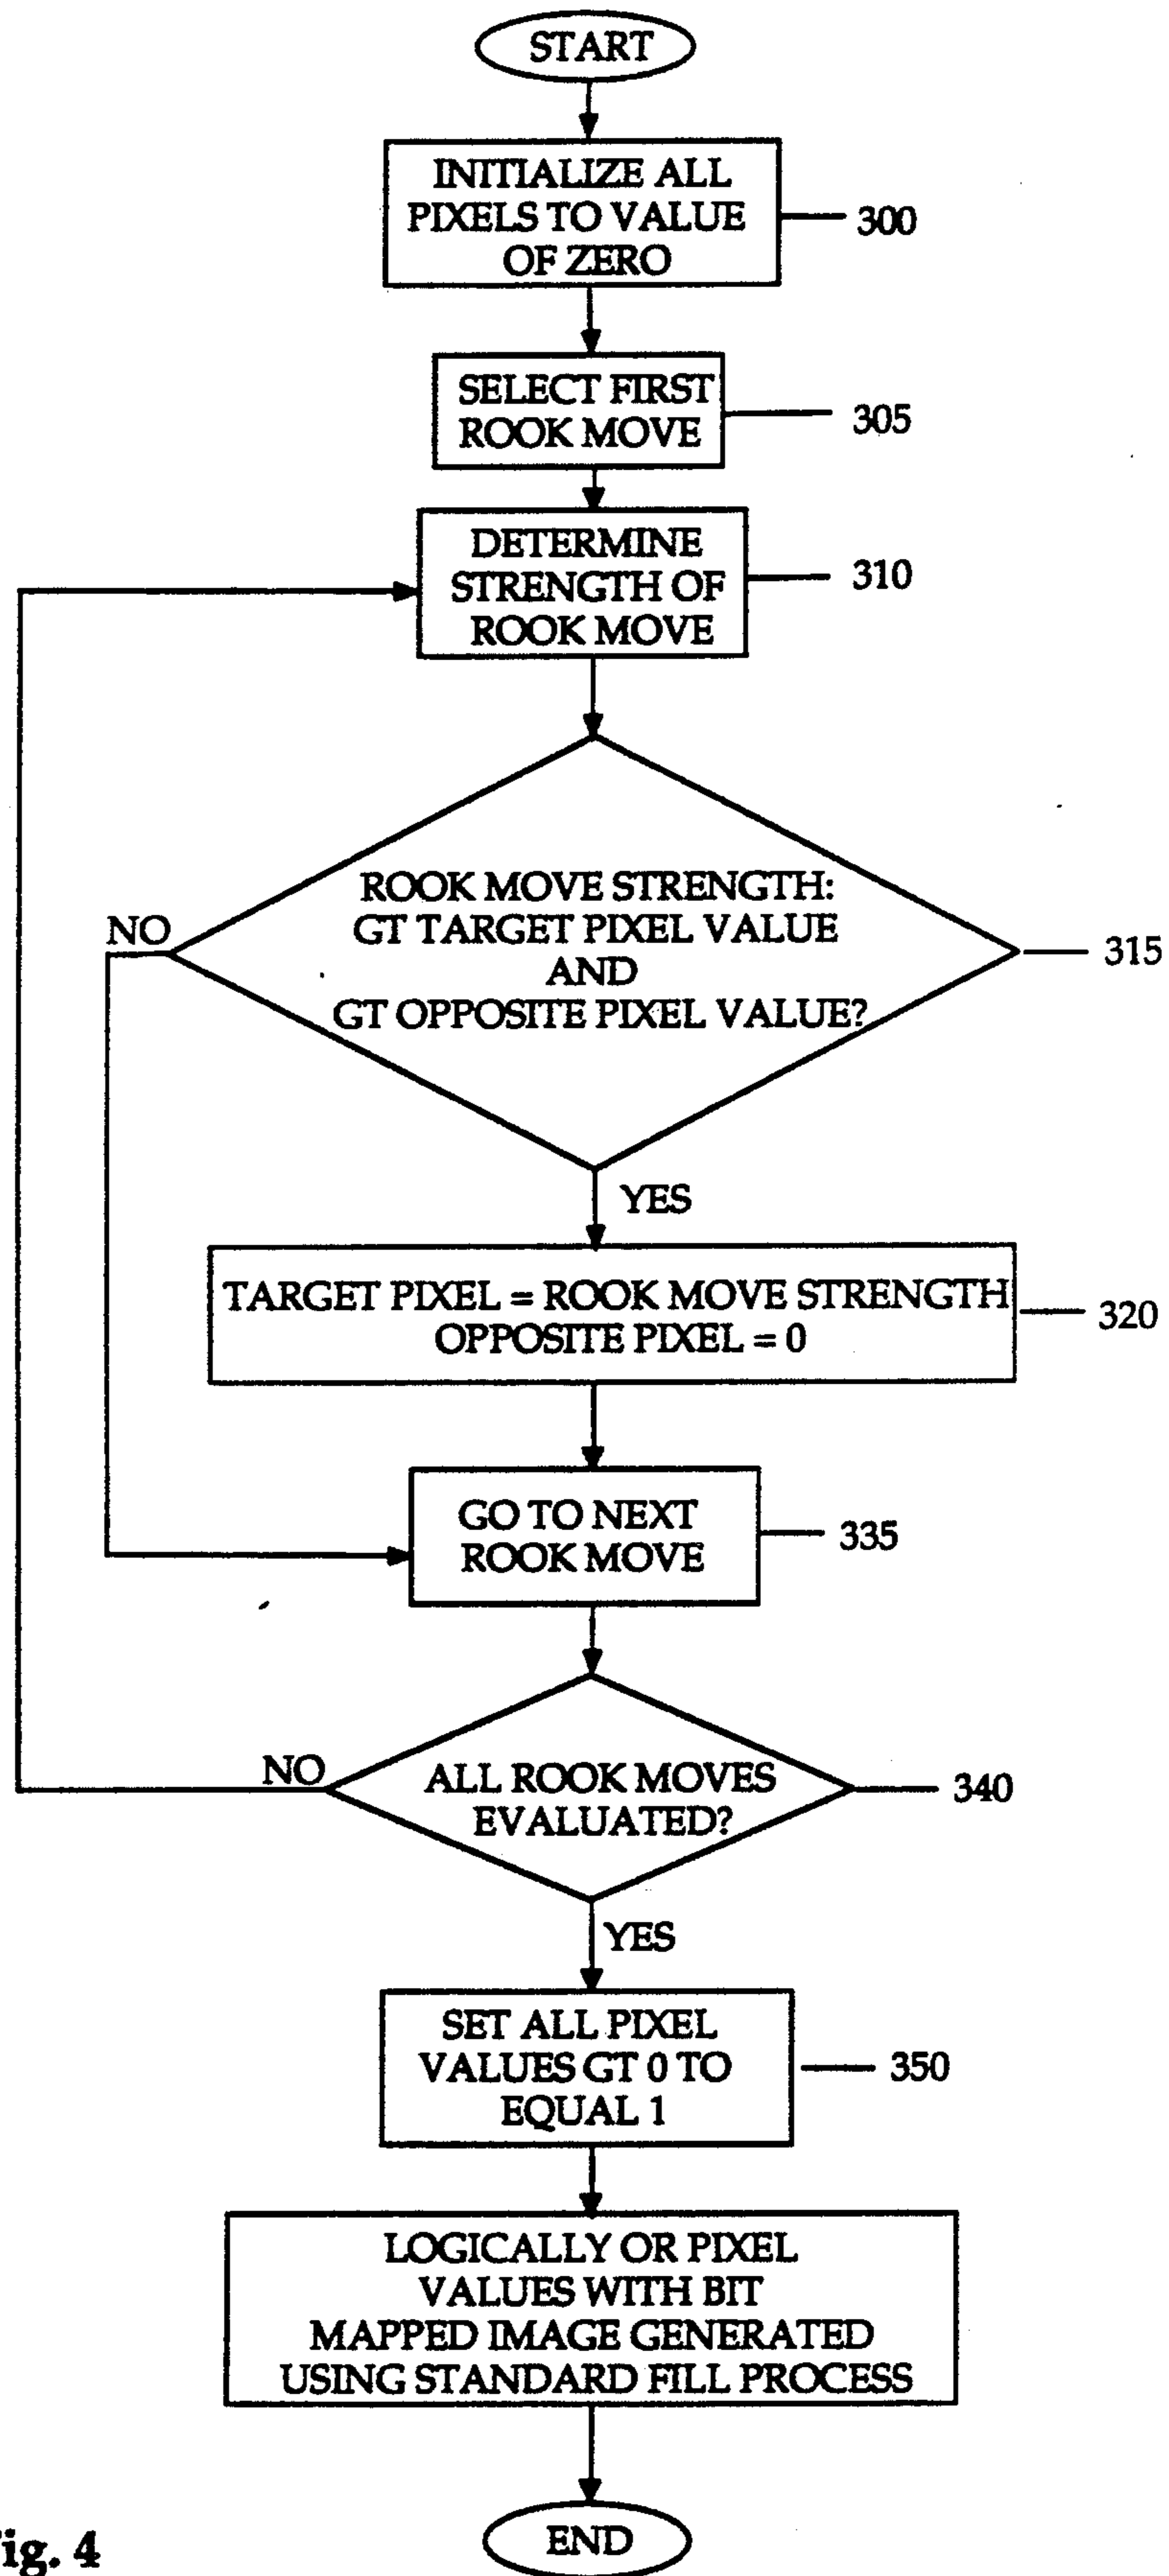 START
INITIALIZE ALL
PIXELS TO VALUE
OF ZERO
300
SELECT FIRST
ROOK MOVE
305
DETERMINE
STRENGTH OF
ROOK MOVE
310
ROOK MOVE STRENGTH:
GT TARGET PIXEL VALUE
AND
GT OPPOSITE PIXEL VALUE?
NO
315
YES
TARGET PIXEL = ROOK MOVE STRENGTH
OPPOSITE PIXEL = 0
320
GO TO NEXT
ROOK MOVE
335
NO
ALL ROOK MOVES
EVALUATED?
340
YES
SET ALL PIXEL
VALUES GT 0 TO
EQUAL 1
350
LOGICALLY OR PIXEL
VALUES WITH BIT
MAPPED IMAGE GENERATED
USING STANDARD FILL PROCESS
END
ig. 4